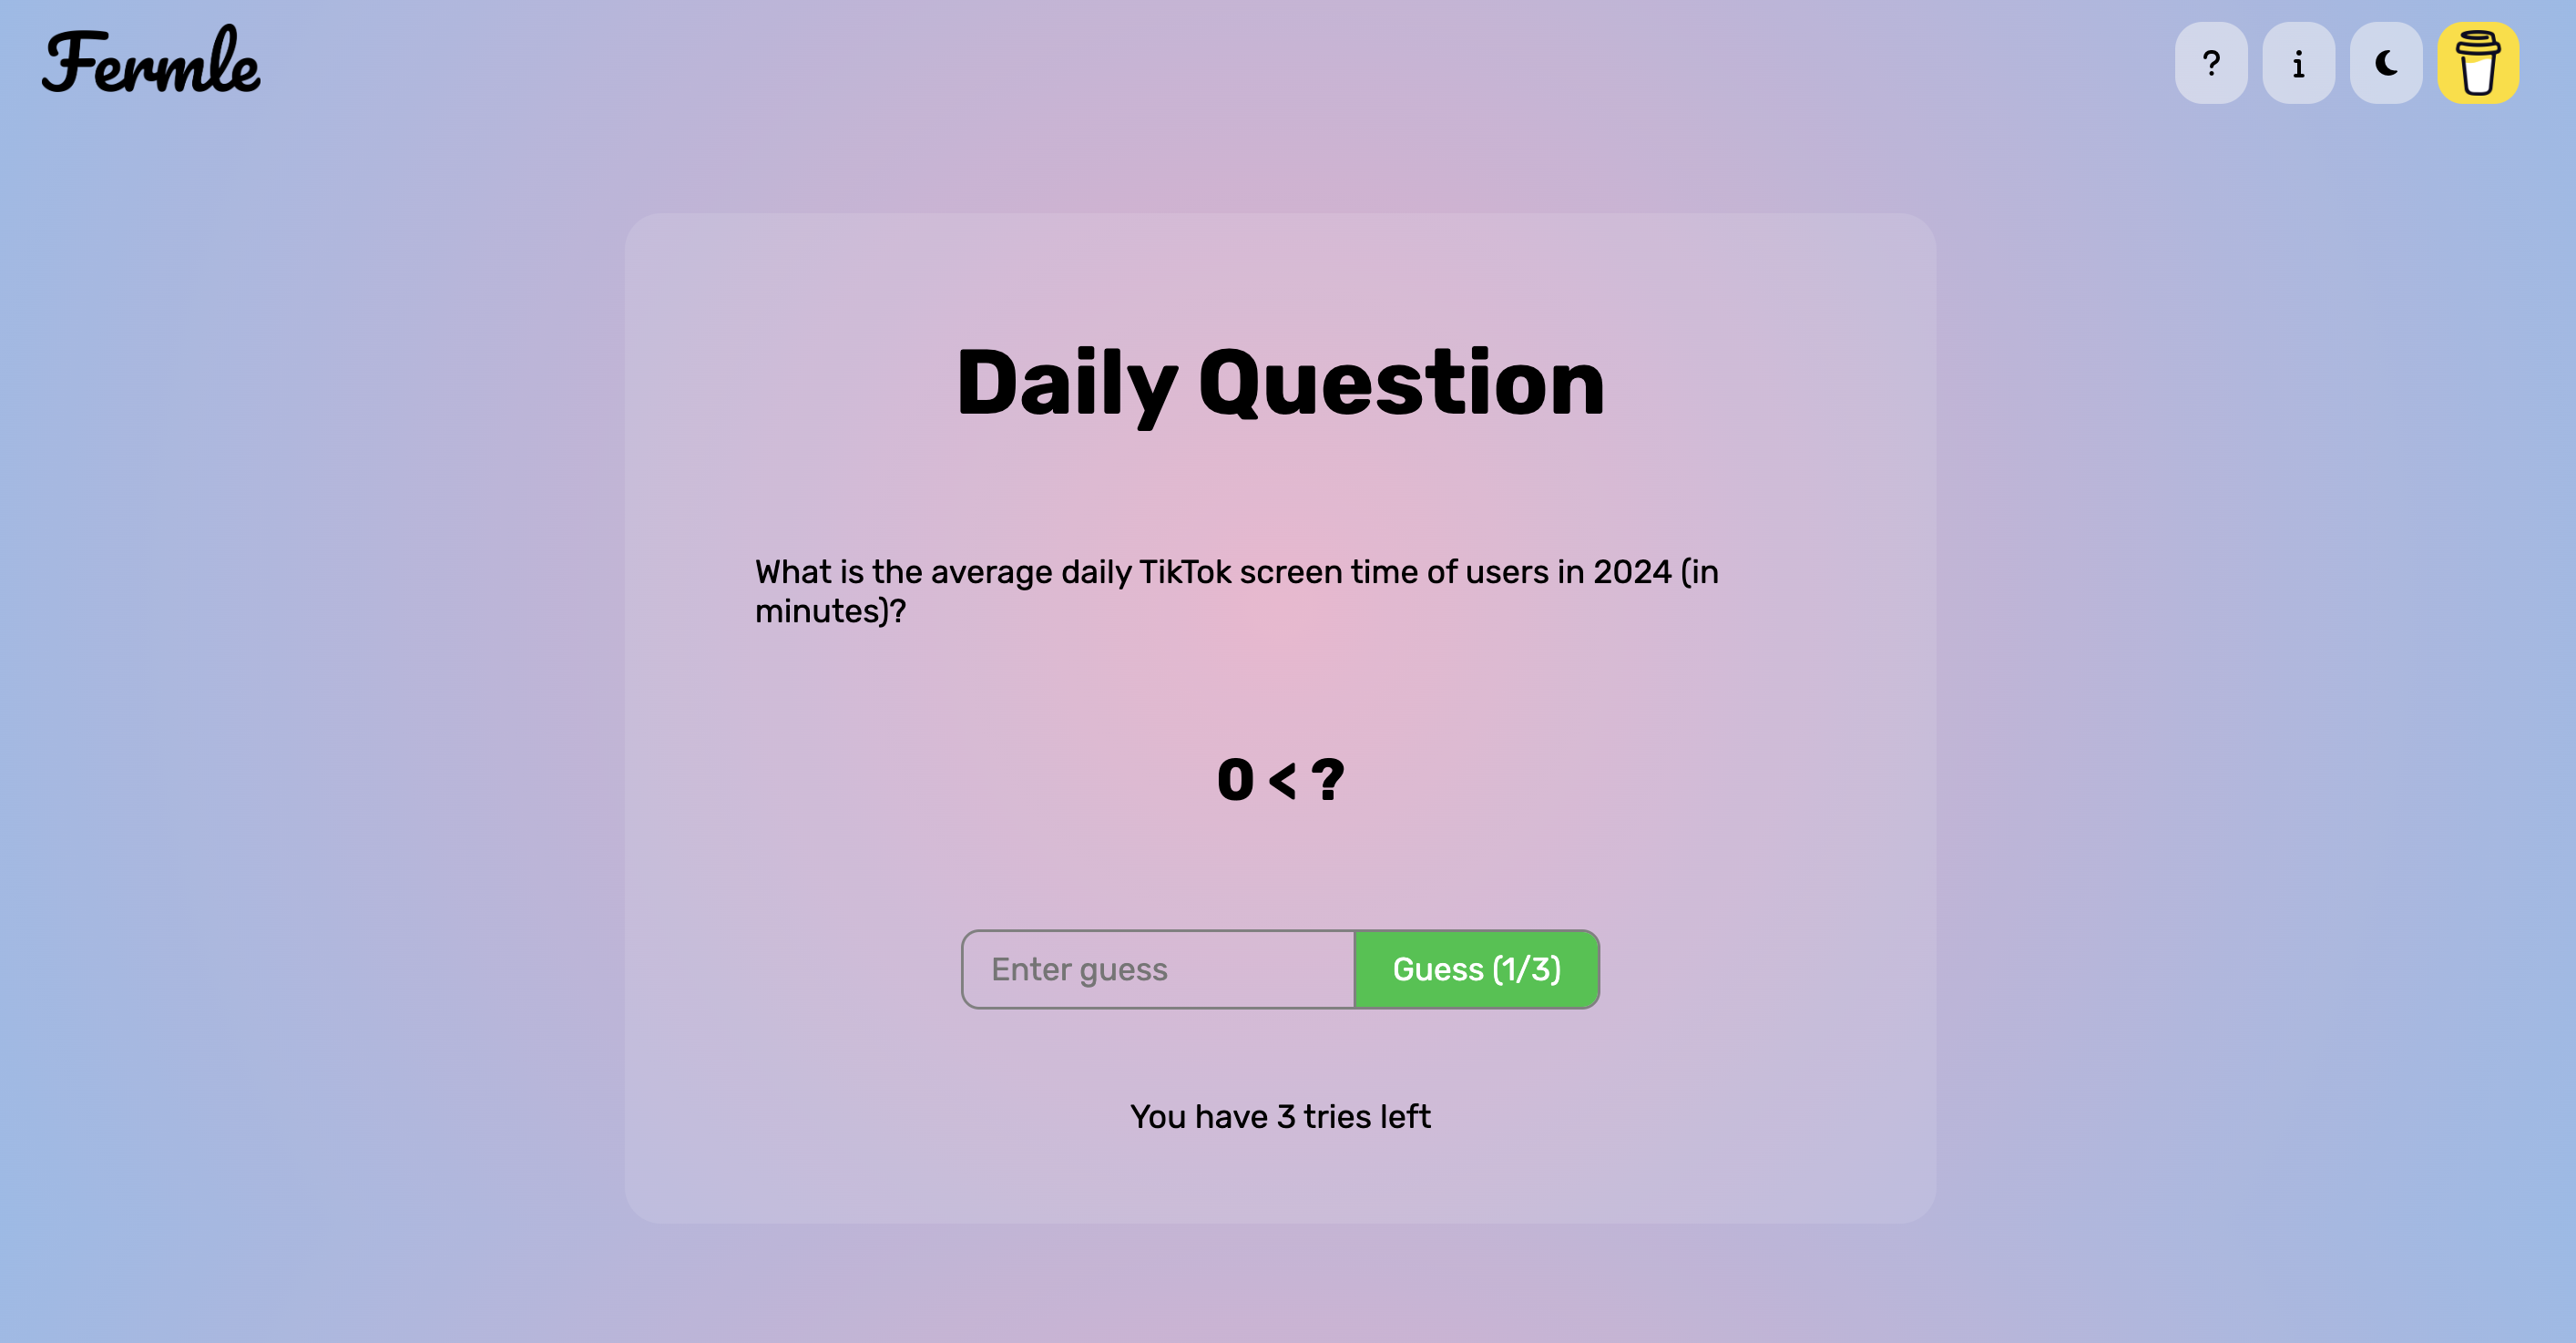 Fermle
?
i
Daily Question
What is the average daily TikTok screen time of users in 2024 (in
minutes)?
0 < ?
Enter guess
Guess (1/3)
You have 3 tries left